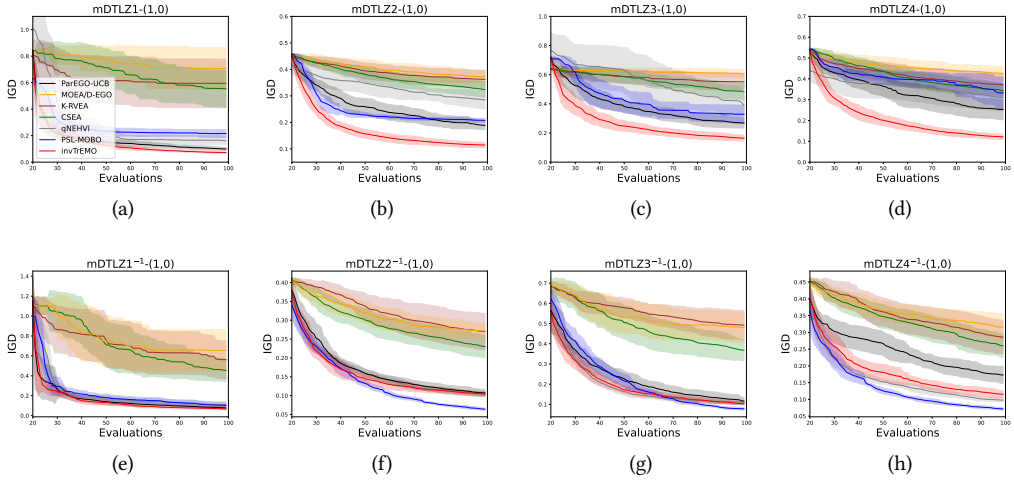 mDTLZ1-(1,0)
IGD
1.0
0.8
0.6
0.4
0.2
0.0
ParEGO-UCB
MOEA/D-EGO
K-RVEA
CSEA
qNEHVI
PSL-MOBO
invTrEMO
20 30 40 50 60 70 80 90 100
Evaluations
(a)
mDTLZ2-(1,0)
0.5
0.4
0.3
0.2
0.1
20 30 40 50 60 70 80 90 100
Evaluations
(b)
mDTLZ3-(1,0)
IGD
1.0
0.8
0.6
0.4
0.2
0.0
20 30 40 50 60 70 80 90 100
Evaluations
(c)
mDTLZ4-(1,0)
IGD
0.7
0.6
0.5
0.4
0.3
0.2
0.1
0.0
20 30 40 50 60 70 80 90 100
Evaluations
(d)
mDTLZ1⁻¹-(1,0)
IGD
1.4
1.2
1.0
0.8
0.6
0.4
0.2
0.0
20 30 40 50 60 70 80 90 100
Evaluations
(e)
mDTLZ2⁻¹-(1,0)
IGD
0.40
0.35
0.30
0.25
0.20
0.15
0.10
0.05
20 30 40 50 60 70 80 90 100
Evaluations
(f)
mDTLZ3⁻¹-(1,0)
IGD
0.7
0.6
0.5
0.4
0.3
0.2
0.1
20 30 40 50 60 70 80 90 100
Evaluations
(g)
mDTLZ4⁻¹-(1,0)
IGD
0.45
0.40
0.35
0.30
0.25
0.20
0.15
0.10
0.05
20 30 40 50 60 70 80 90 100
Evaluations
(h)